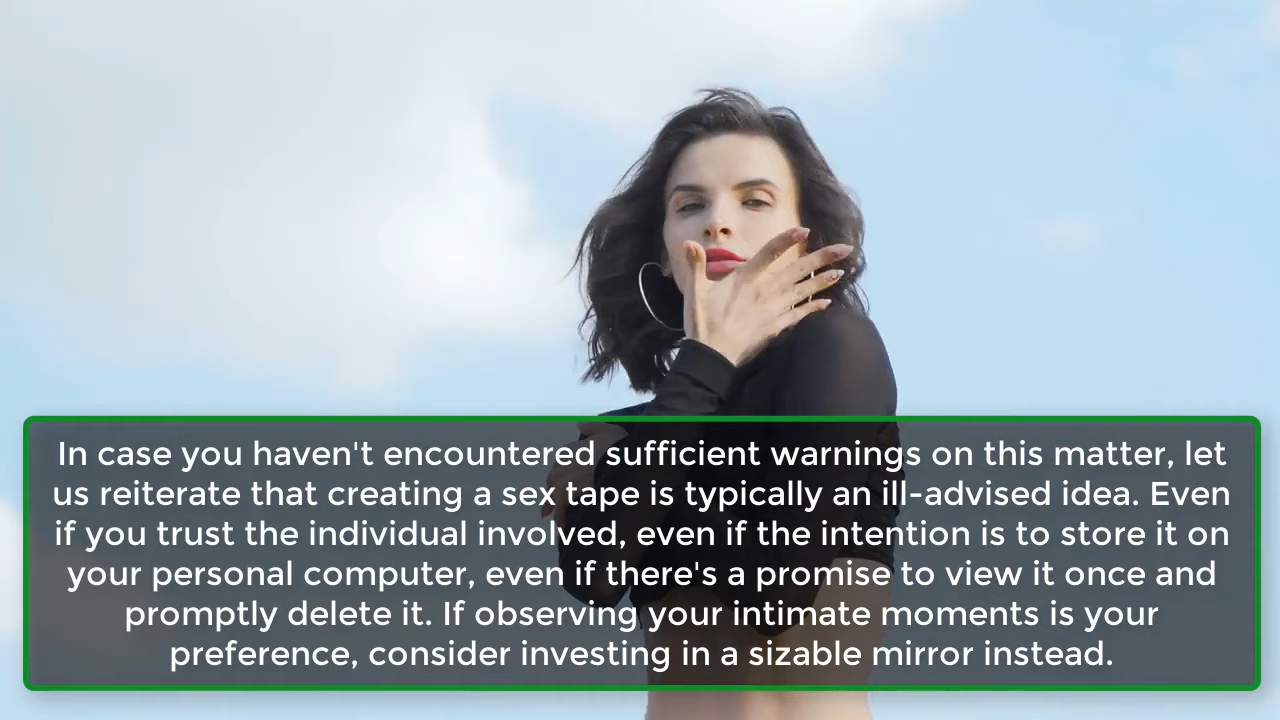 In case you haven't encountered sufficient warnings on this matter, let
us reiterate that creating a sex tape is typically an ill-advised idea. Even
if you trust the individual involved, even if the intention is to store it on
your personal computer, even if there's a promise to view it once and
promptly delete it. If observing your intimate moments is your
preference, consider investing in a sizable mirror instead.